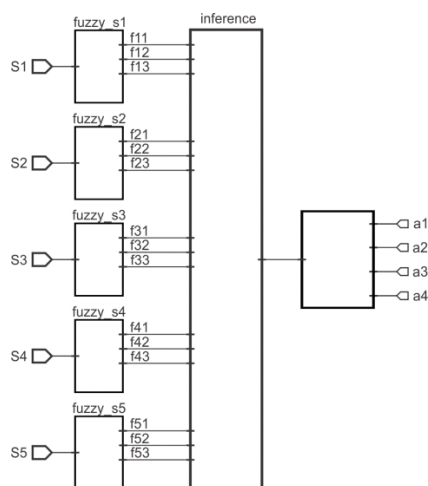 inference
fuzzy_s1
S1
f11
f12
f13
fuzzy_s2
S2
f21
f22
f23
fuzzy_s3
S3
f31
f32
f33
fuzzy_s4
S4
f41
f42
f43
fuzzy_s5
S5
f51
f52
f53
a1
a2
a3
a4